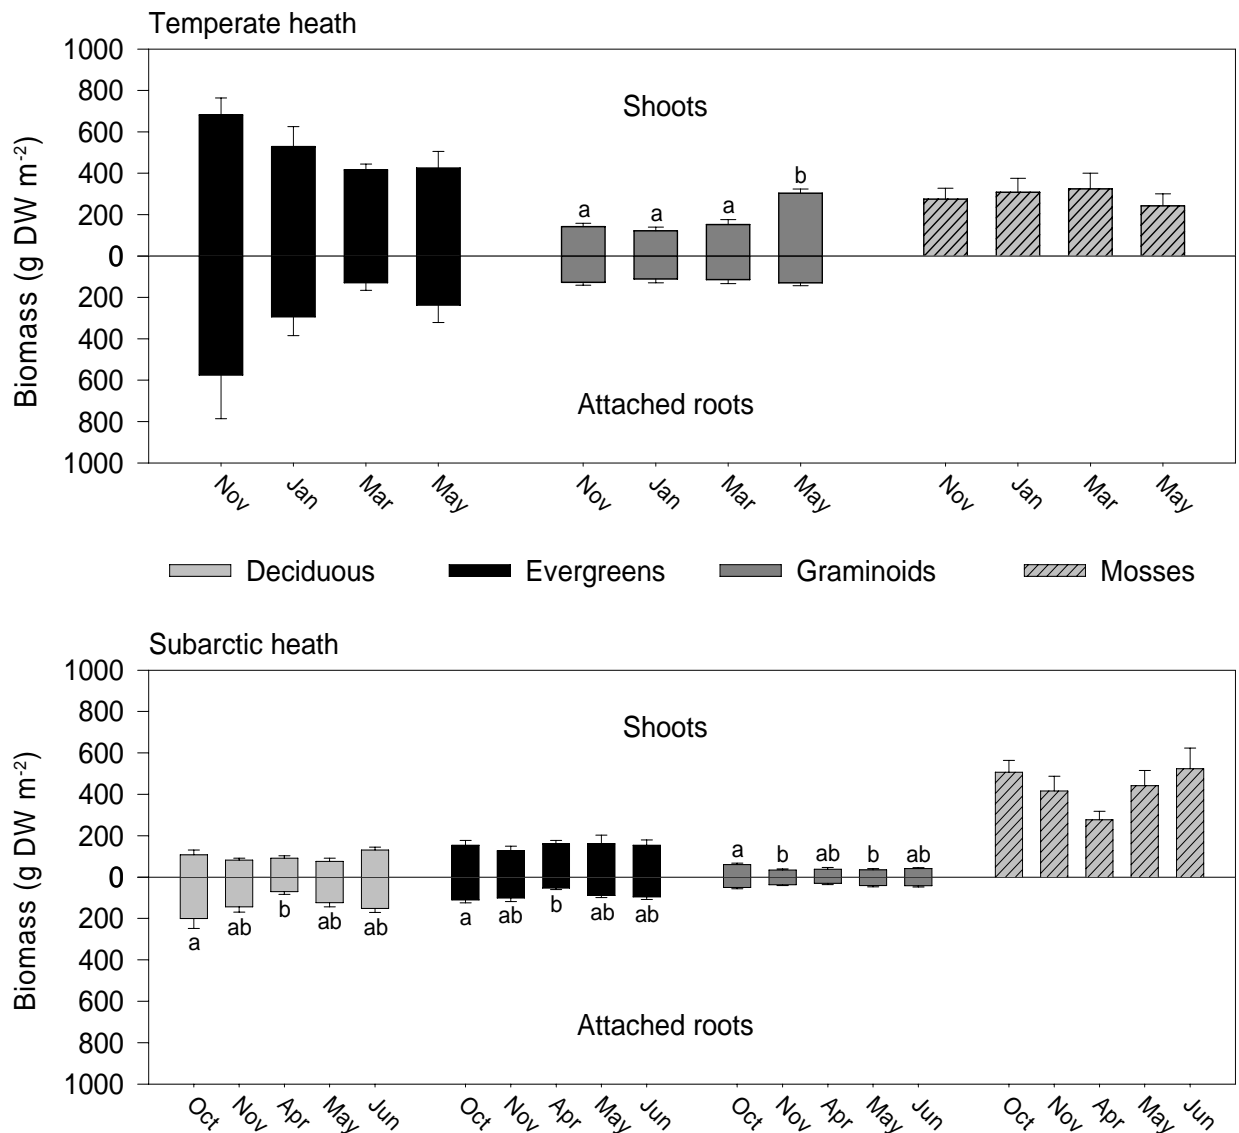 Temperate heath
1000
800
600
400
200
0
200
400
600
800
1000
Biomass (g DW m-2)
Shoots
a a a b
Attached roots
Nov Jan Mar May Nov Jan Mar May Nov Jan Mar May
Deciduous Evergreens Graminoids Mosses
Subarctic heath
1000
800
600
400
200
0
200
400
600
800
1000
Biomass (g DW m-2)
Shoots
a b ab b ab
a ab b ab ab a ab b ab ab
Attached roots
Oct Nov Apr May Jun Oct Nov Apr May Jun Oct Nov Apr May Jun Oct Nov Apr May Jun